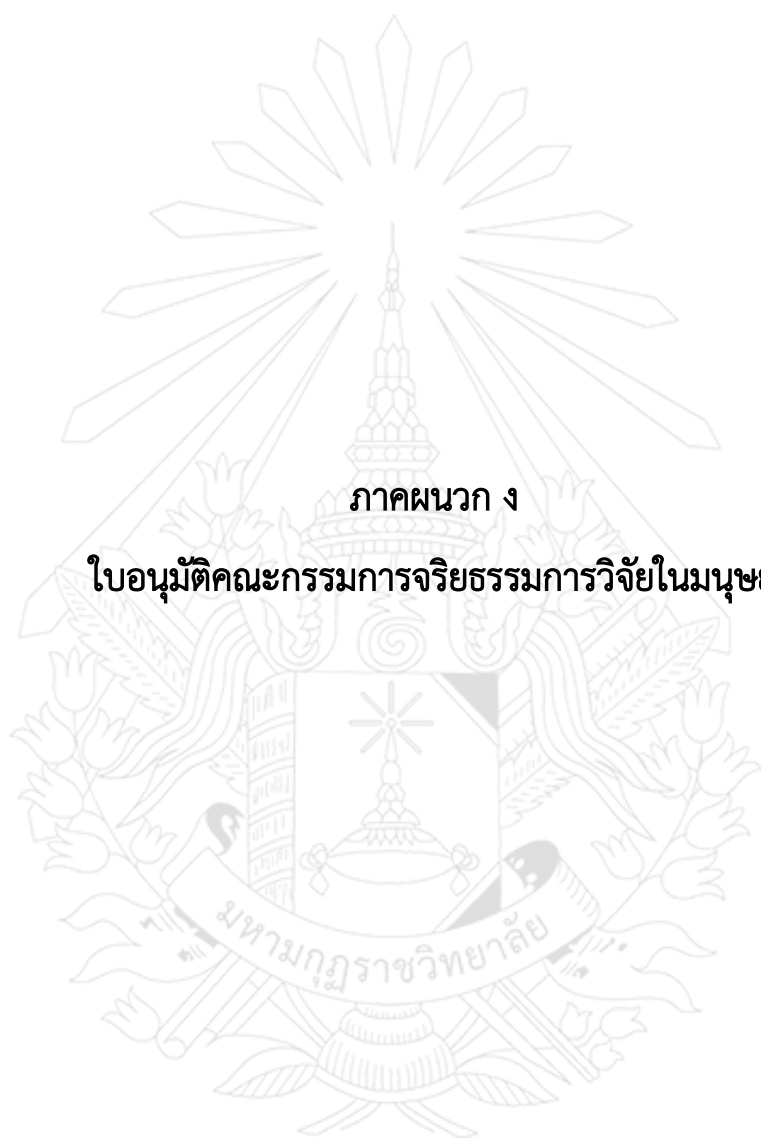 ภาคผนวก ง
ใบอนุมัติคณะกรรมการจริยธรรมการวิจัยในมนุษ
มหามกุฏราชวิทยาลัย